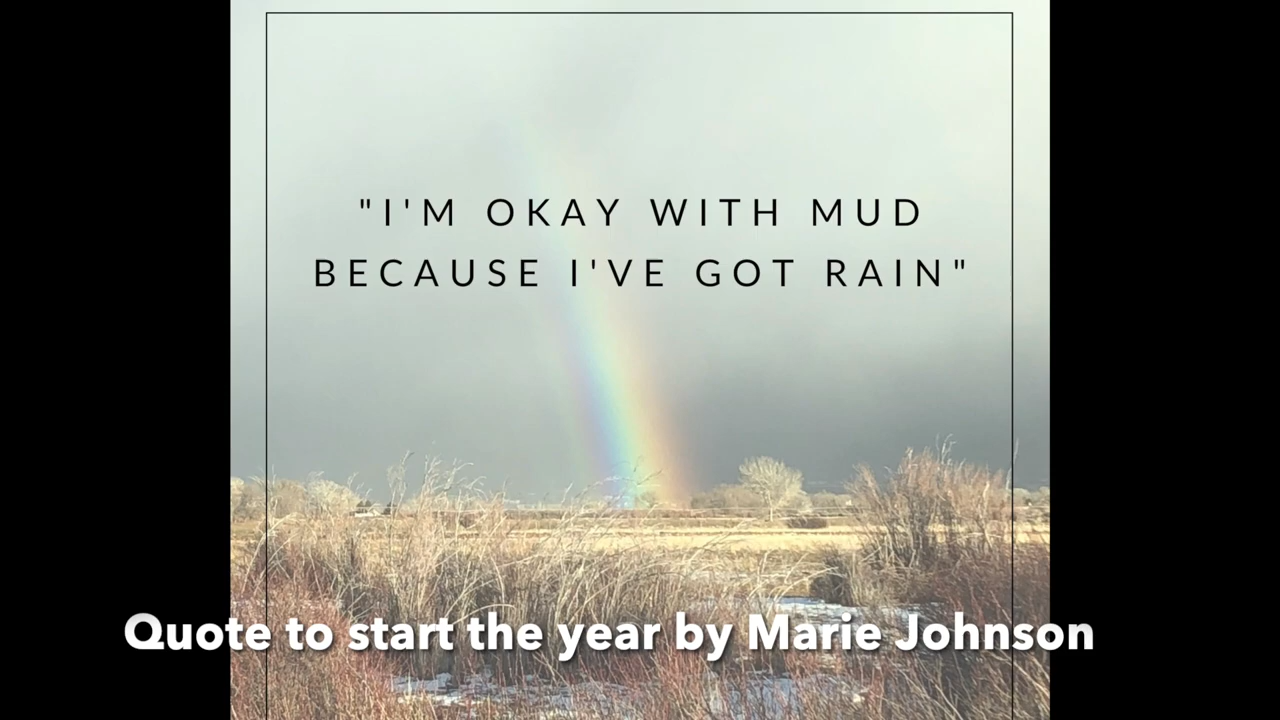 "I'M OKAY WITH MUD
BECAUSE I'VE GOT RAIN"
Quote to start the year by Marie Johnson